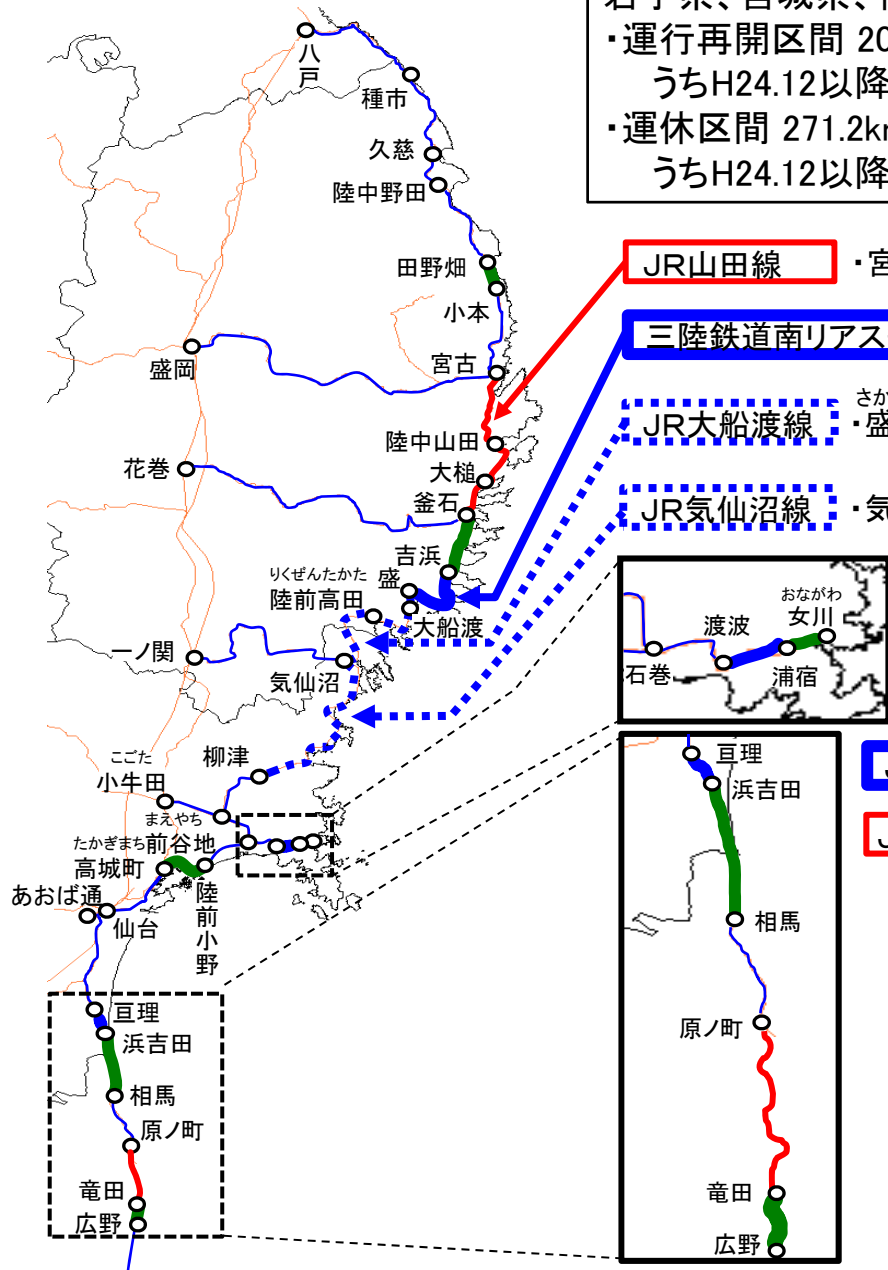 岩手県、宮城県、
・運行再開区間 20
うちH24.12以降
・運休区間 271.2km
うちH24.12以降
八戸
種市
久慈
陸中野田
田野畑
小本
宮古
盛岡
陸中山田
大槌
釜石
花巻
吉浜
盛
りくぜんたかた
陸前高田
大船渡
一ノ関
気仙沼
柳津
こごた
小牛田
まえやち
前谷地
たかぎまち
高城町
あおば通
仙台
陸前小野
亘理
浜吉田
相馬
原ノ町
竜田
広野
JR山田線
・宮
三陸鉄道南リアス
JR大船渡線
さか
・盛
JR気仙沼線
・気
おながわ
女川
渡波
石巻
浦宿
亘理
浜吉田
相馬
原ノ町
竜田
広野